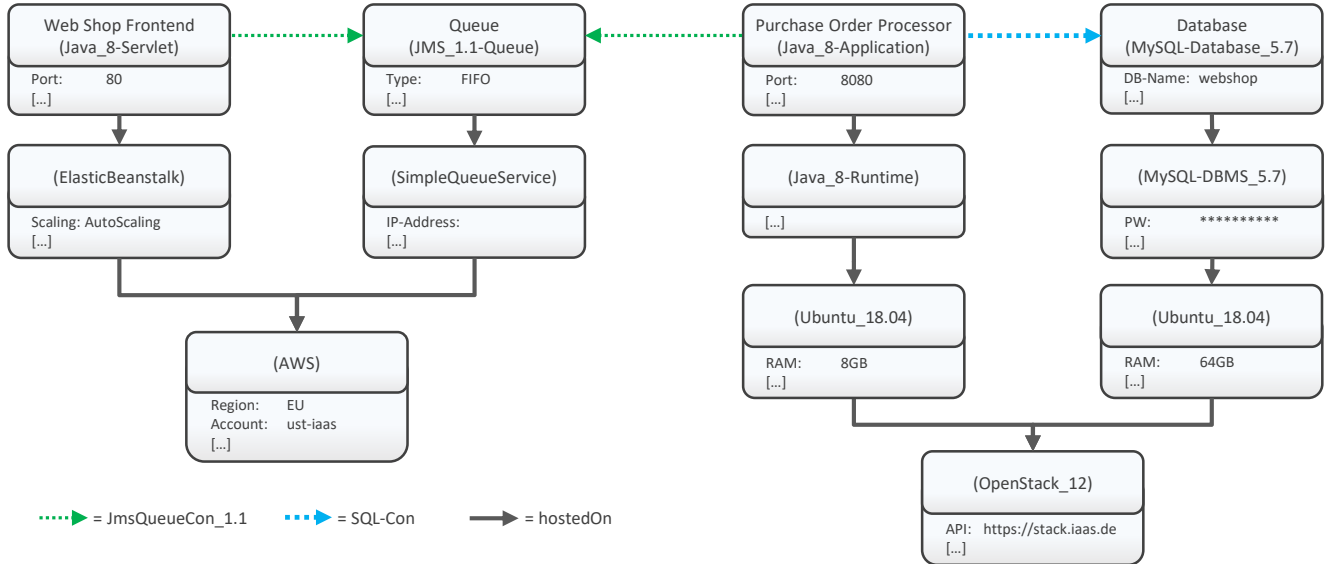 Web Shop Frontend
(Java_8-Servlet)
Port: 80
[...]
Queue
(JMS_1.1-Queue)
Type: FIFO
[...]
Purchase Order Processor
(Java_8-Application)
Port: 8080
[...]
Database
(MySQL-Database_5.7)
DB-Name: webshop
[...]
(ElasticBeanstalk)
Scaling: AutoScaling
[...]
(SimpleQueueService)
IP-Address:
[...]
(Java_8-Runtime)
[...]
(MySQL-DBMS_5.7)
PW: **********
[...]
(AWS)
Region: EU
Account: ust-iaas
[...]
(Ubuntu_18.04)
RAM: 8GB
[...]
(Ubuntu_18.04)
RAM: 64GB
[...]
(OpenStack_12)
API: https://stack.iaas.de
[...]
= JmsQueueCon_1.1
= SQL-Con
= hostedOn